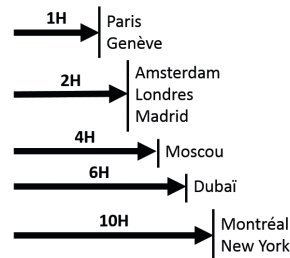 1H
Paris
Genève
2H
Amsterdam
Londres
Madrid
4H
Moscou
6H
Dubaï
10H
Montréal
New York